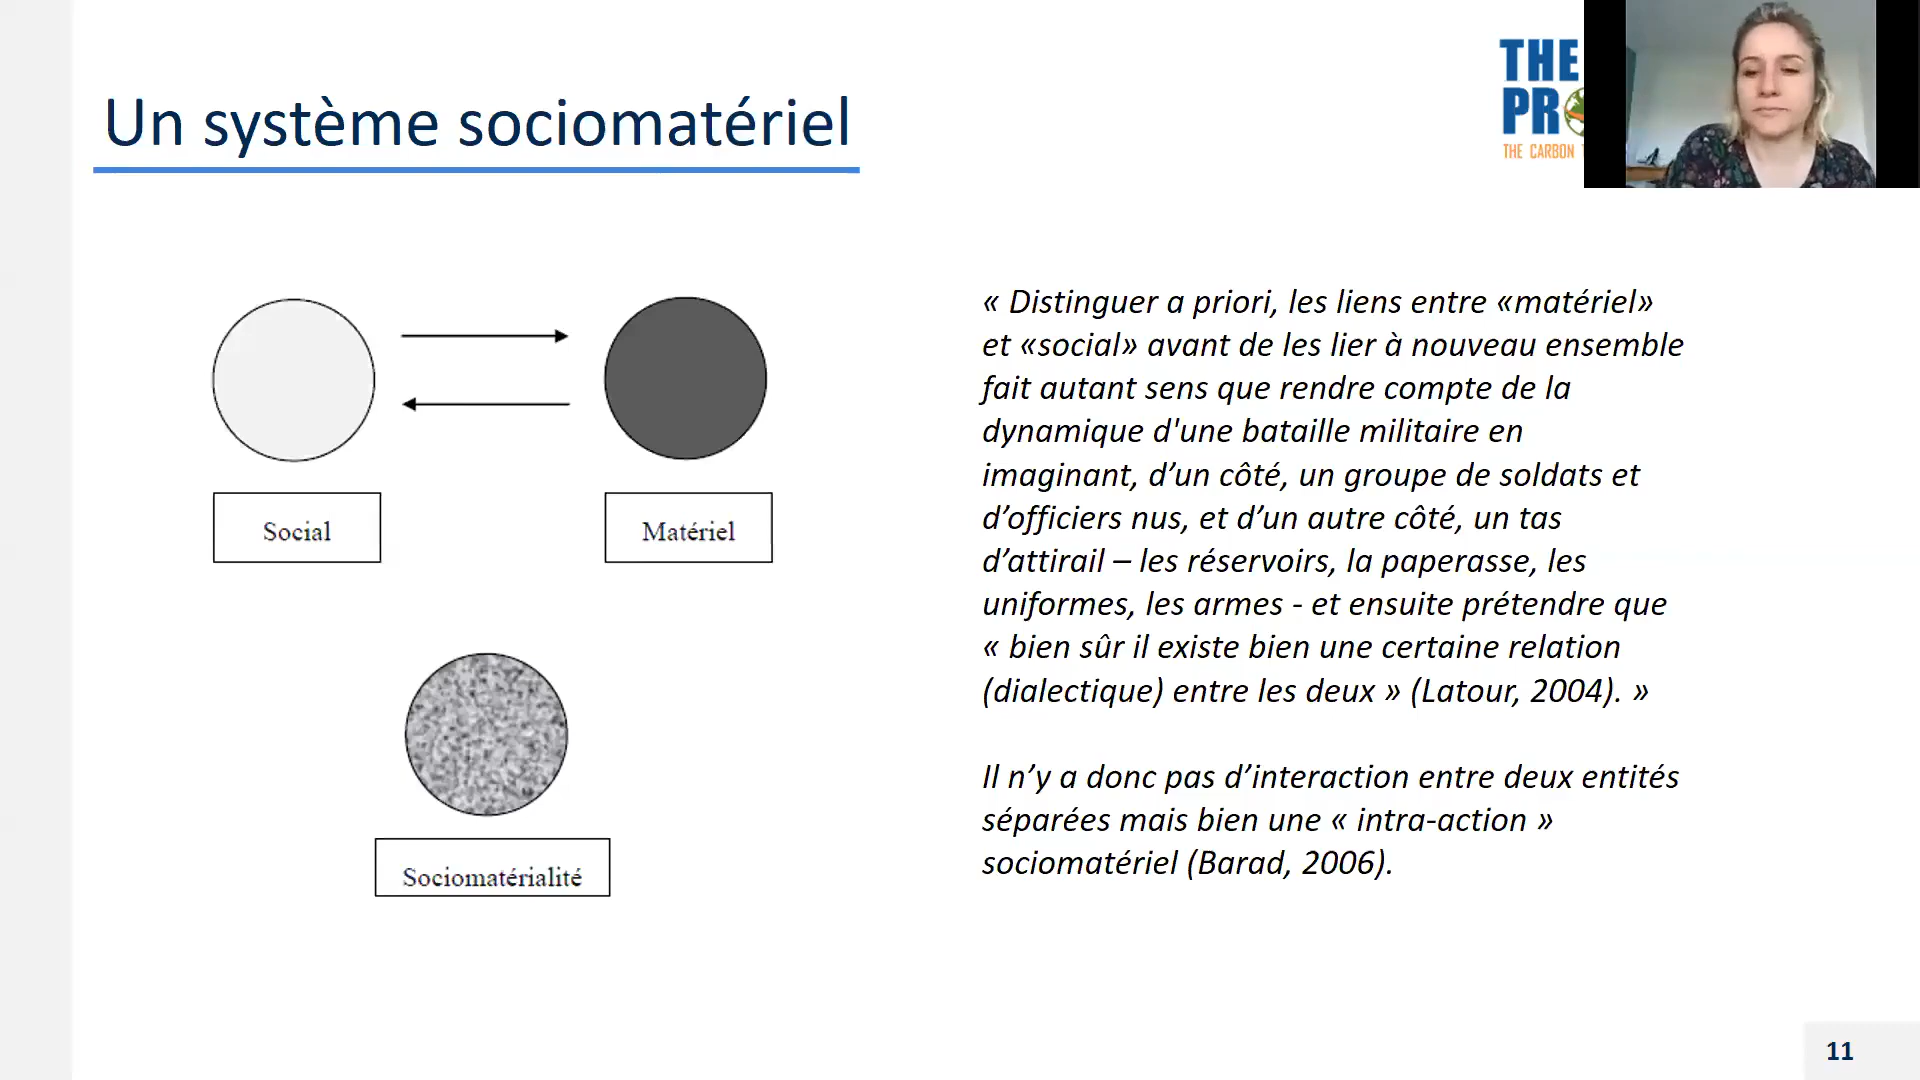 Un système sociomatériel
THE
PR
THE CARBON
Social
Matériel
Sociomatérialité
« Distinguer a priori, les liens entre «matériel»
et «social» avant de les lier à nouveau ensemble
fait autant sens que rendre compte de la
dynamique d'une bataille militaire en
imaginant, d’un côté, un groupe de soldats et
d’officiers nus, et d’un autre côté, un tas
d’attirail – les réservoirs, la paperasse, les
uniformes, les armes - et ensuite prétendre que
« bien sûr il existe bien une certaine relation
(dialectique) entre les deux » (Latour, 2004). »
Il n’y a donc pas d’interaction entre deux entités
séparées mais bien une « intra-action »
sociomatériel (Barad, 2006).
11